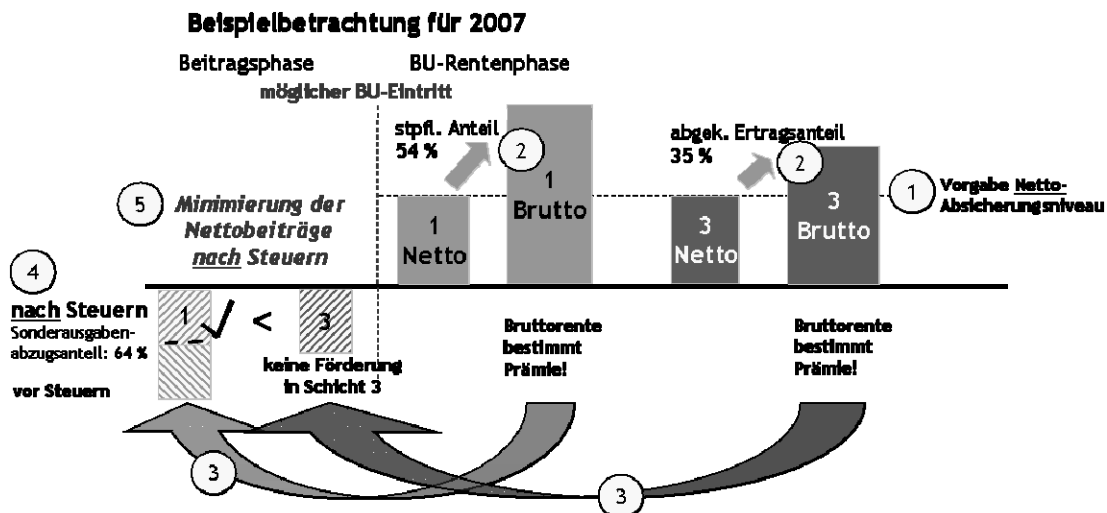 Beispielbetrachtung für 2007
Beitragsphase
BU-Rentenphase
möglicher BU-Eintritt
stpfl. Anteil
54 %
2
1
Brutto
abgek. Ertragsanteil
35 %
2
3
Brutto
1
Vorgabe Netto-
Absicherungsniveau
5
Minimierung der
Nettobeiträge
nach Steuern
1
Netto
3
Netto
4
nach Steuern
Sonderausgaben-
abzugsanteil: 64 %
vor Steuern
1
<
3
keine Förderung
in Schicht 3
Bruttorente
bestimmt
Prämie!
Bruttorente
bestimmt
Prämie!
3
3